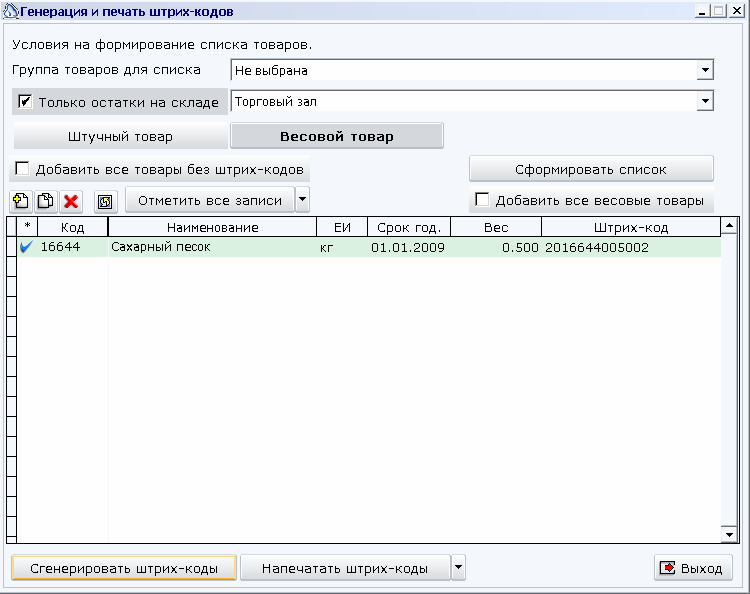 Генерация и печать штрих-кодов
Условия на формирование списка товаров.
Группа товаров для списка Не выбрана
Только остатки на складе Торговый зал
Штучный товар Весовой товар
Добавить все товары без штрих-кодов Сформировать список
Отметить все записи Добавить все весовые товары
* Код Наименование ЕИ Срок год. Вес Штрих-код
16644 Сахарный песок кг 01.01.2009 0.500 2016644005002
Сгенерировать штрих-коды Напечатать штрих-коды Выход